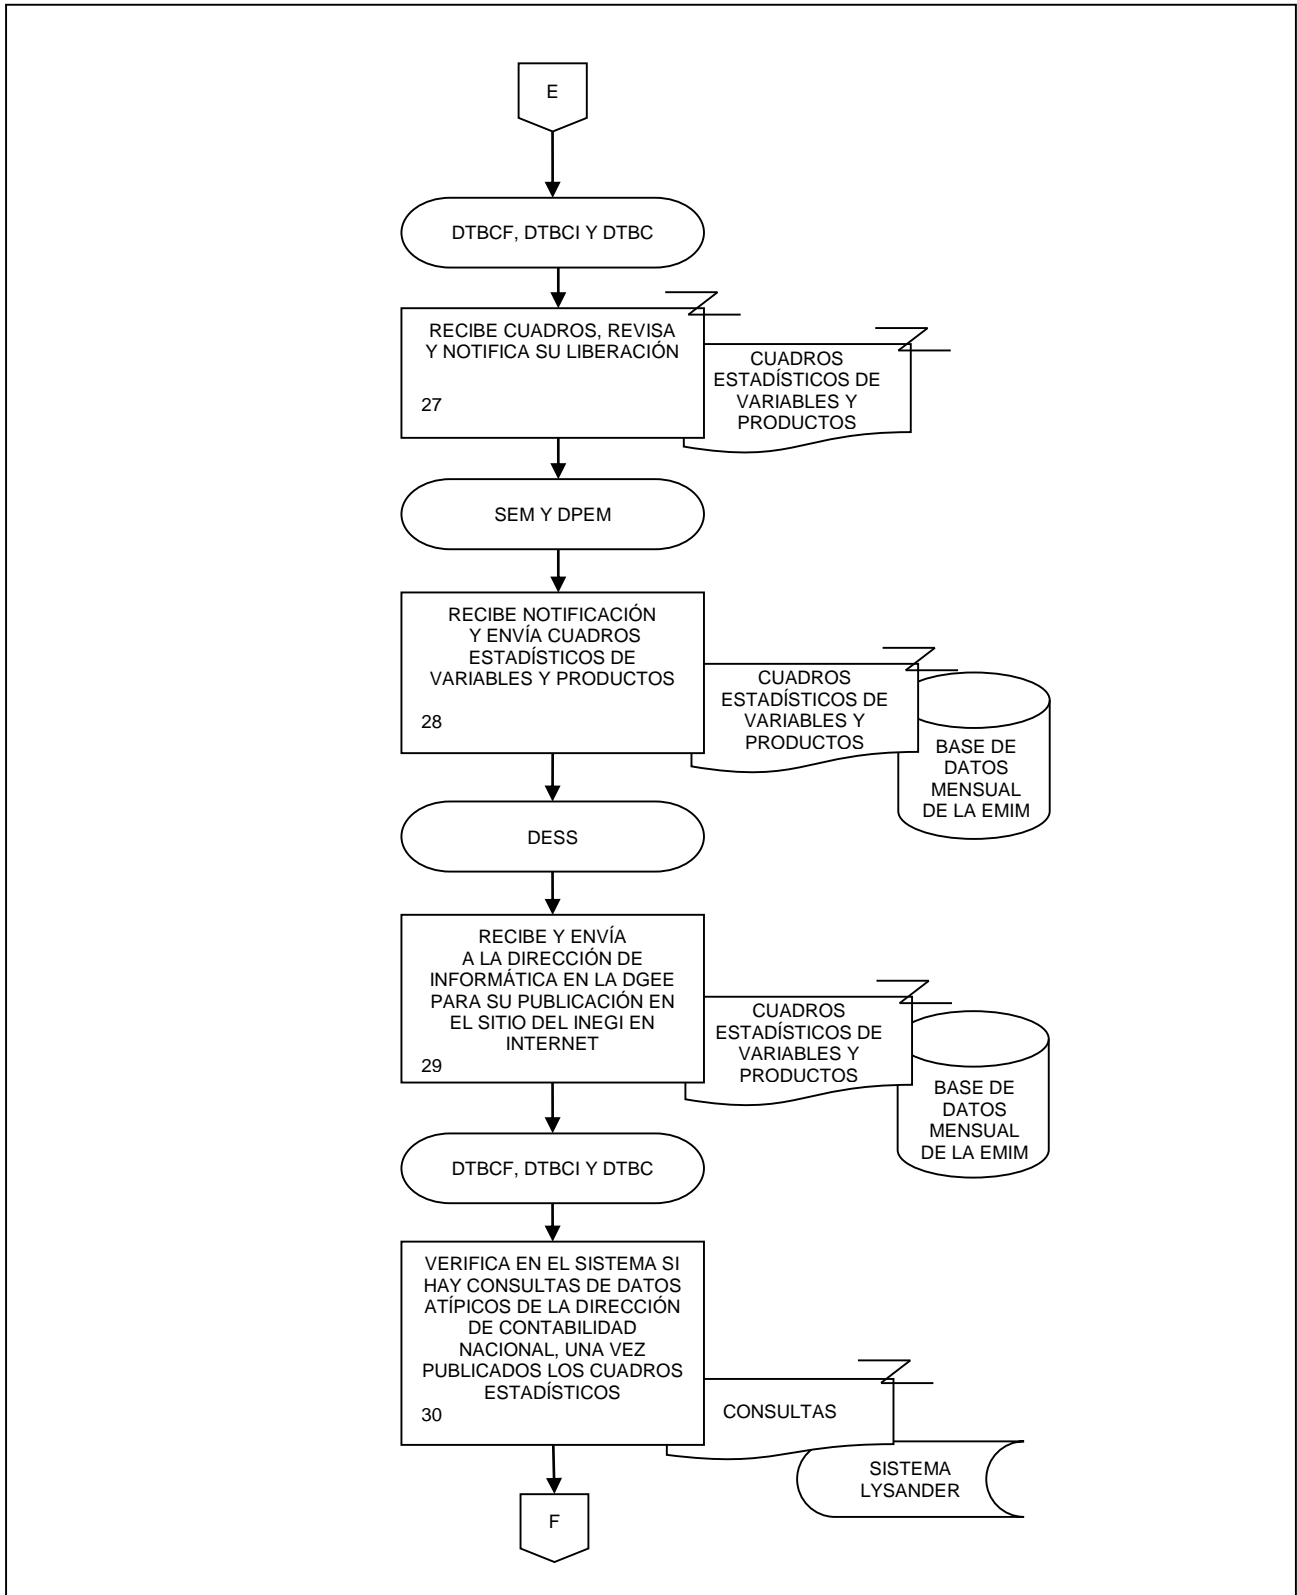 E
DTBCF, DTBCI Y DTBC
RECIBE CUADROS, REVISA
Y NOTIFICA SU LIBERACIÓN
27
CUADROS
ESTADÍSTICOS DE
VARIABLES Y
PRODUCTOS
SEM Y DPEM
RECIBE NOTIFICACIÓN
Y ENVÍA CUADROS
ESTADÍSTICOS DE
VARIABLES Y PRODUCTOS
28
CUADROS
ESTADÍSTICOS DE
VARIABLES Y
PRODUCTOS
BASE DE
DATOS
MENSUAL
DE LA EMIM
DESS
RECIBE Y ENVÍA
A LA DIRECCIÓN DE
INFORMÁTICA EN LA DGEE
PARA SU PUBLICACIÓN EN
EL SITIO DEL INEGI EN
INTERNET
29
CUADROS
ESTADÍSTICOS DE
VARIABLES Y
PRODUCTOS
BASE DE
DATOS
MENSUAL
DE LA EMIM
DTBCF, DTBCI Y DTBC
VERIFICA EN EL SISTEMA SI
HAY CONSULTAS DE DATOS
ATÍPICOS DE LA DIRECCIÓN
DE CONTABILIDAD
NACIONAL, UNA VEZ
PUBLICADOS LOS CUADROS
ESTADÍSTICOS
30
CONSULTAS
SISTEMA
LYSANDER
F